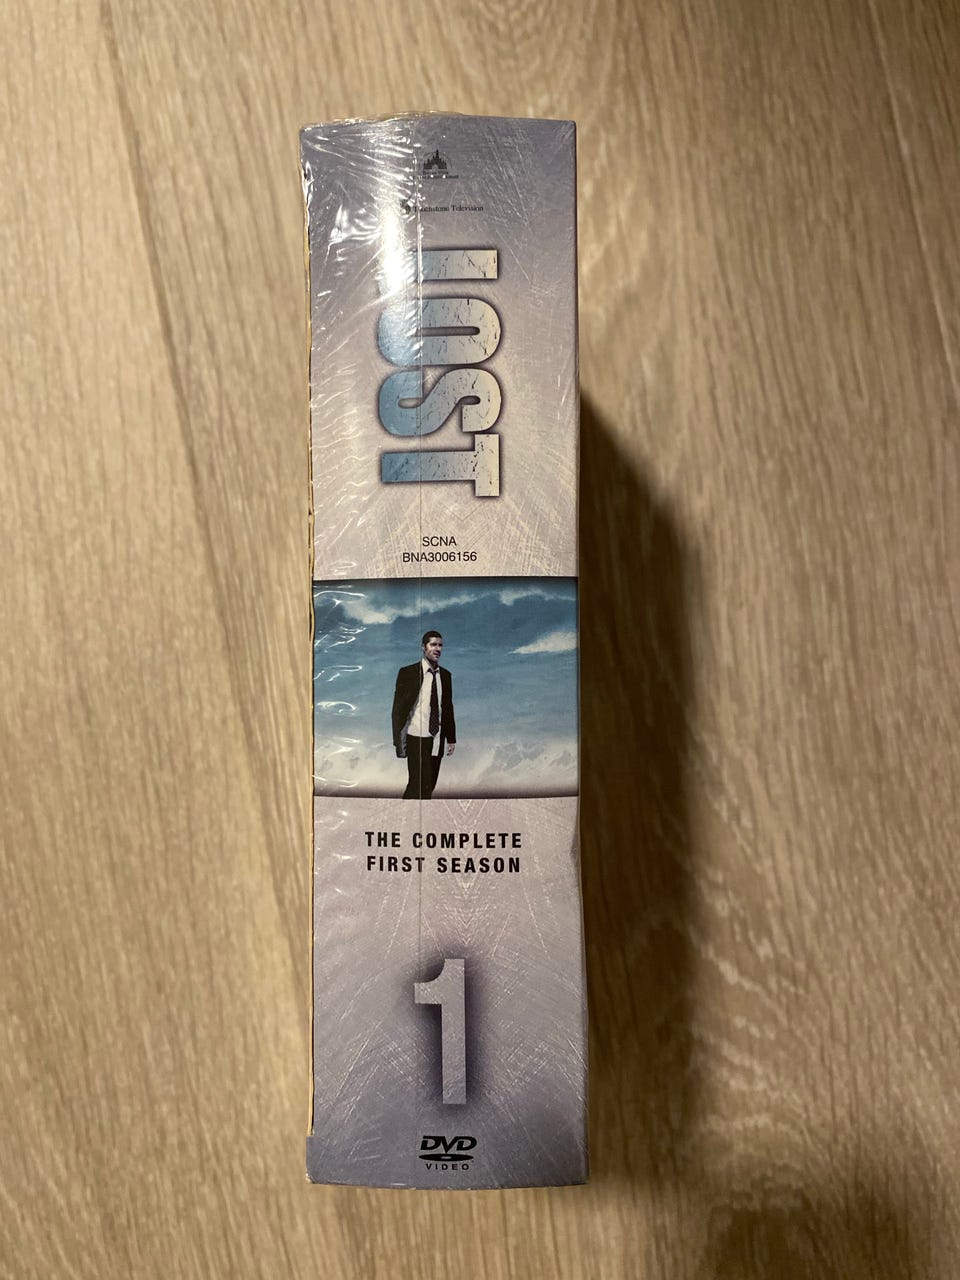 Touchstone Television
LOST
SCNA
BNA3006156
THE COMPLETE
FIRST SEASON
1
DVD
VIDEO